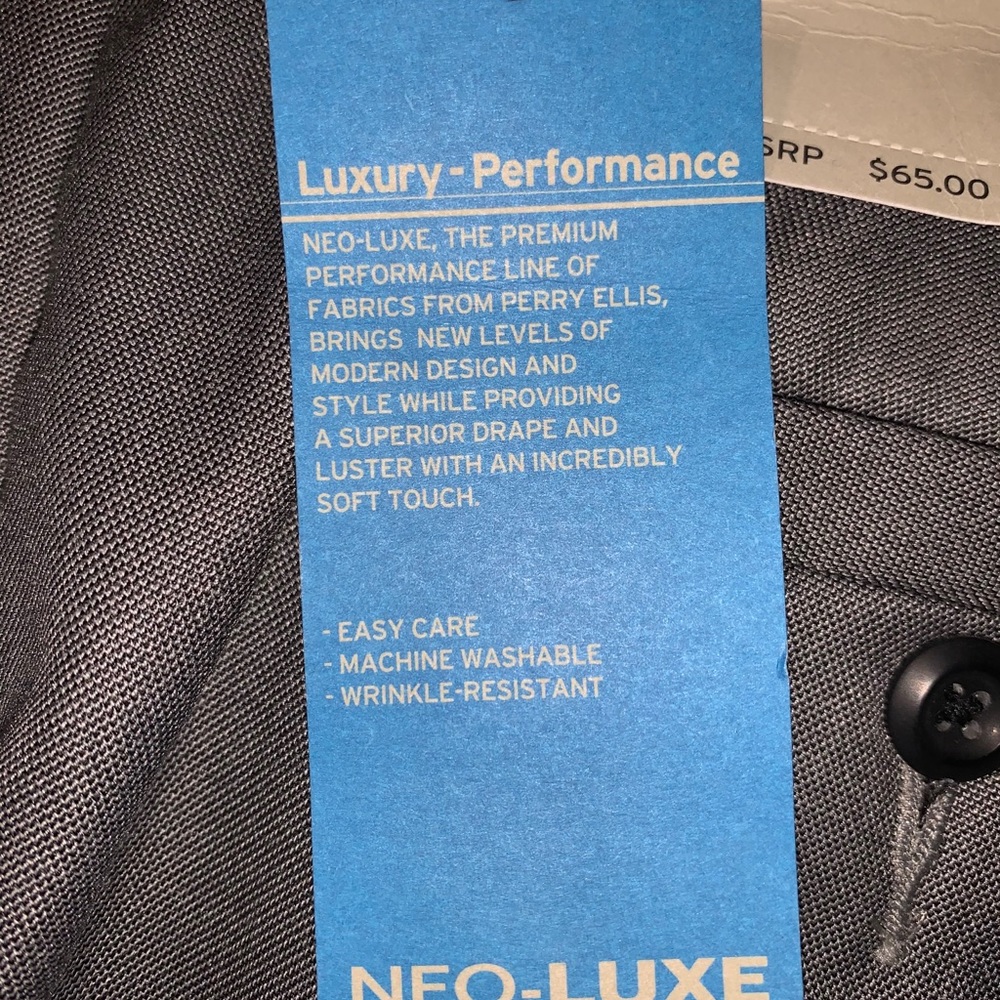 Luxury-Performance
SRP $65.00
NEO-LUXE, THE PREMIUM
PERFORMANCE LINE OF
FABRICS FROM PERRY ELLIS,
BRINGS NEW LEVELS OF
MODERN DESIGN AND
STYLE WHILE PROVIDING
A SUPERIOR DRAPE AND
LUSTER WITH AN INCREDIBLY
SOFT TOUCH.
- EASY CARE
- MACHINE WASHABLE
- WRINKLE-RESISTANT
NEO-LUXE